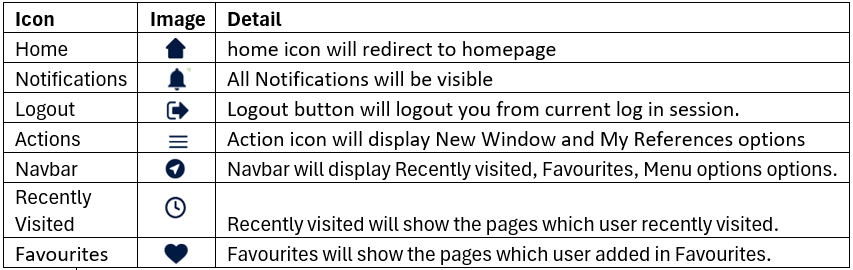 Icon Image Detail
Home home icon will redirect to homepage
Notifications All Notifications will be visible
Logout Logout button will logout you from current log in session.
Actions Action icon will display New Window and My References options
Navbar Navbar will display Recently visited, Favourites, Menu options options.
Recently
Visited Recently visited will show the pages which user recently visited.
Favourites Favourites will show the pages which user added in Favourites.